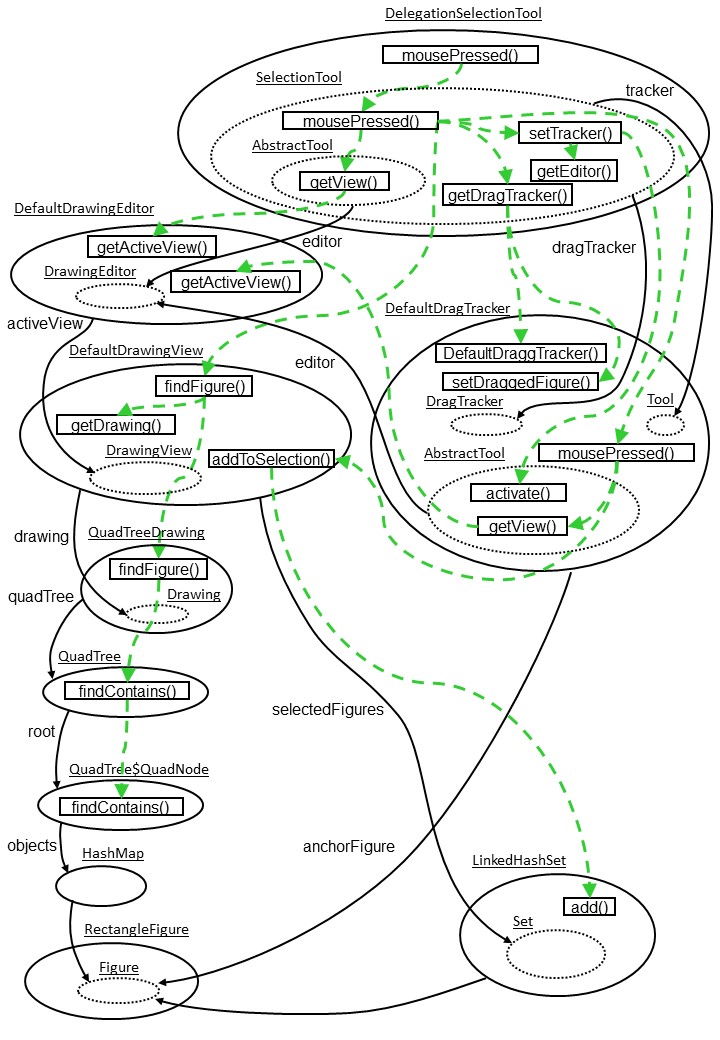 DelegationSelectionTool
mousePressed()
SelectionTool
tracker
mousePressed()
setTracker()
AbstractTool
getEditor()
getView()
getDragTracker()
DefaultDrawingEditor
getActiveView()
editor
dragTracker
DrawingEditor
getActiveView()
DefaultDragTracker
activeView
DefaultDrawingView
editor
DefaultDraggTracker()
findFigure()
setDraggedFigure()
DragTracker
Tool
getDrawing()
DrawingView
addToSelection()
AbstractTool
mousePressed()
activate()
getView()
drawing
QuadTreeDrawing
findFigure()
quadTree
Drawing
QuadTree
findContains()
selectedFigures
root
QuadTree$QuadNode
findContains()
objects
HashMap
anchorFigure
LinkedHashSet
add()
RectangleFigure
Set
Figure